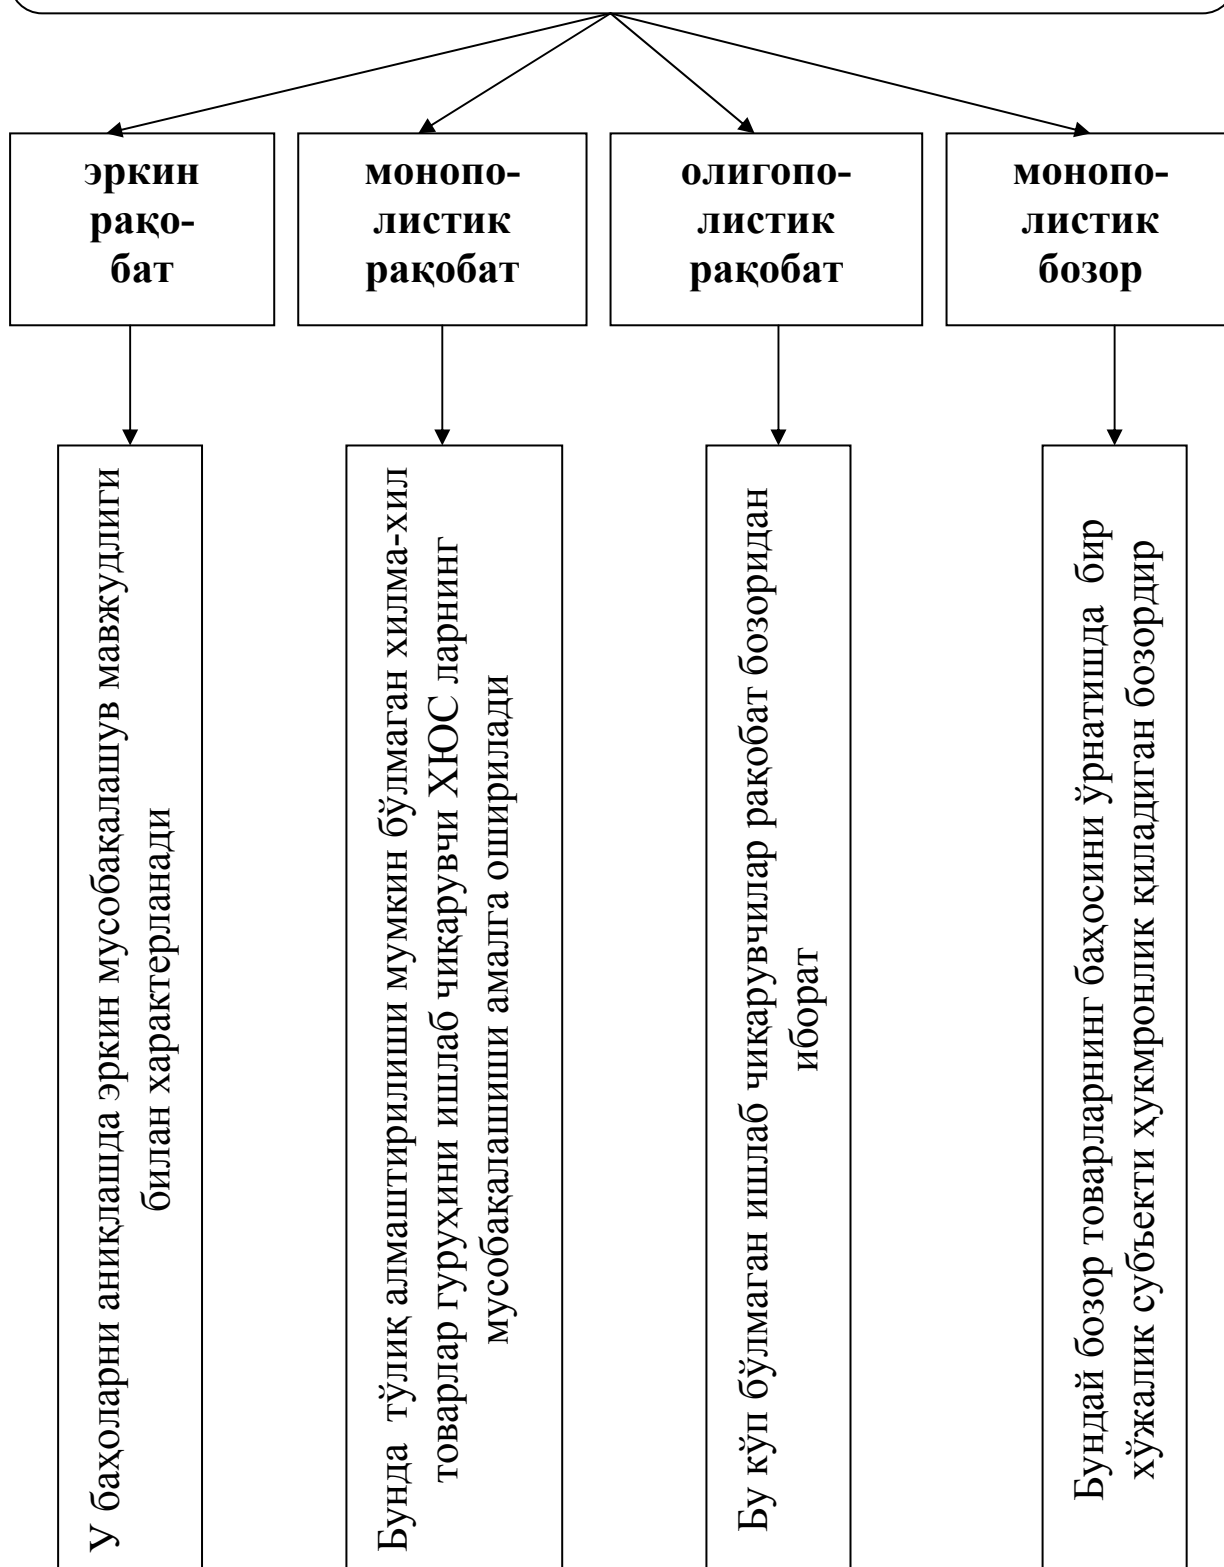 эркин
рақо-
бат
монопо-
листик
рақобат
олигопо-
листик
рақобат
монопо-
листик
бозор
У баҳоларни аниқлашда эркин мусобақалашув мавжудлиги
билан характерланади
Бунда тўлиқ алмаштирилиши мумкин бўлмаган хилма-хил
товарлар гуруҳини ишлаб чиқарувчи ХЮС ларнинг
мусобақалашиши амалга оширилади
Бу кўп бўлмаган ишлаб чиқарувчилар рақобат бозоридан
иборат
Бундай бозор товарларнинг баҳосини ўрнатишда бир
хўжалик субъекти ҳукмронлик қиладиган бозордир